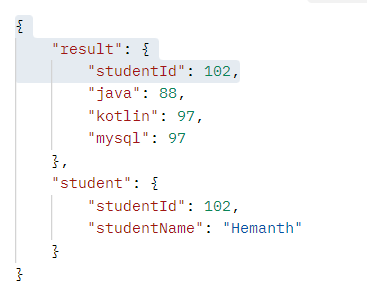 {
    "result": {
        "studentId": 102,
        "java": 88,
        "kotlin": 97,
        "mysql": 97
    },
    "student": {
        "studentId": 102,
        "studentName": "Hemanth"
    }
}